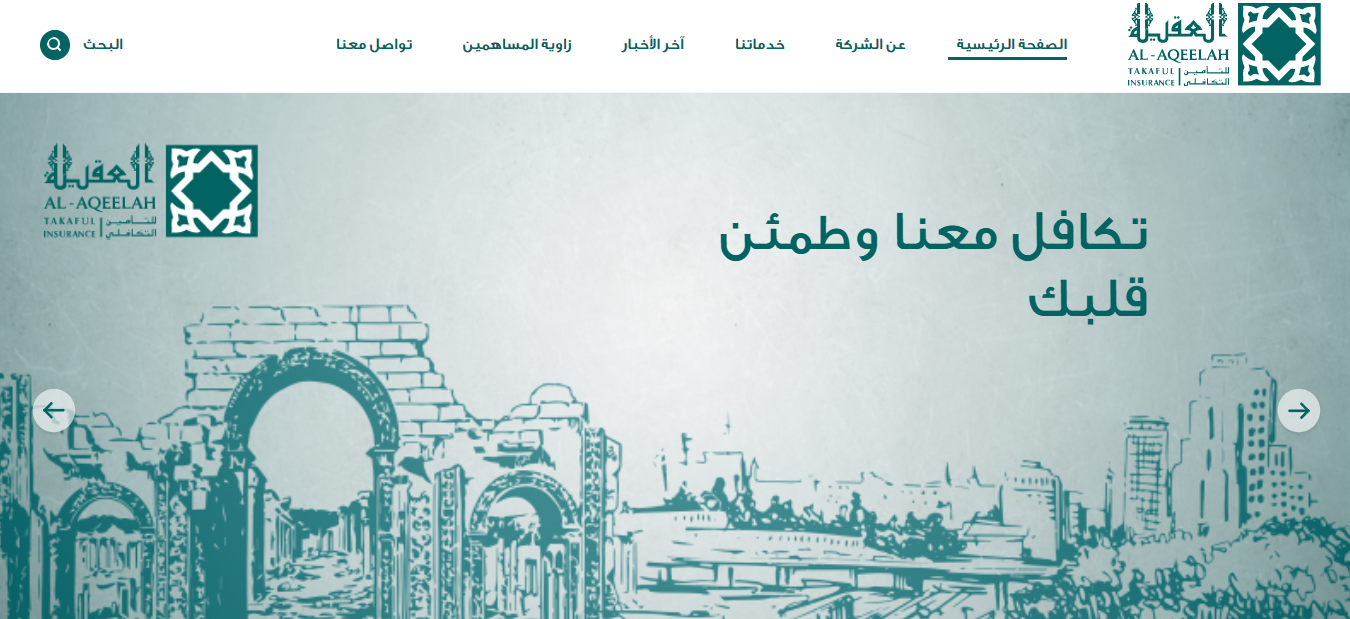 العقيلة
AL-AQEELAH
TAKAFUL INSURANCE
للتأمين التكافلي
الصفحة الرئيسية
عن الشركة
خدماتنا
آخر الأخبار
زاوية المساهمين
تواصل معنا
البحث
تكافل معنا وطمئن
قلبك
العقيلة
AL-AQEELAH
TAKAFUL INSURANCE
للتأمين التكافلي